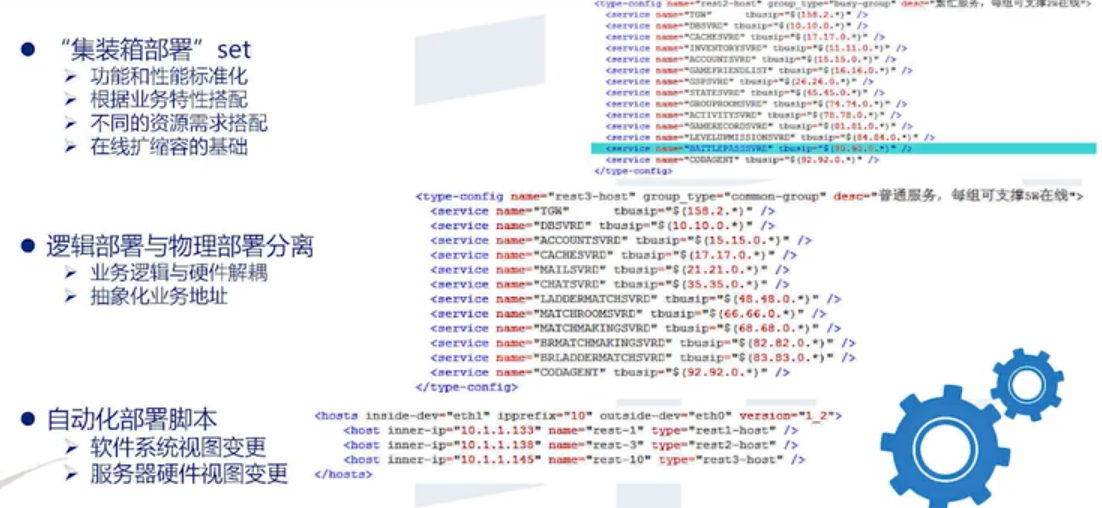 ● “集装箱部署” set
➢ 功能和性能标准化
➢ 根据业务特性搭配
➢ 不同的资源需求搭配
➢ 在线扩缩容的基础
<type-config name="rest2-host" group_type="busy-group" desc="繁忙服务，每组可支撑2W在线">
<service name="TGW" tbusip="$(158.2.*)" />
<service name="DBSVRD" tbusip="$(10.10.0.*)" />
<service name="CACHESVRD" tbusip="$(17.17.0.*)" />
<service name="INVENTORYSVRD" tbusip="$(11.11.0.*)" />
<service name="ACCOUNTSVRD" tbusip="$(15.15.0.*)" />
<service name="GAMEFRIENDLIST" tbusip="$(16.16.0.*)" />
<service name="GSPSVRD" tbusip="$(26.26.0.*)" />
<service name="STATESVRD" tbusip="$(65.45.0.*)" />
<service name="GROUPROOMSVRD" tbusip="$(74.74.0.*)" />
<service name="ACTIVITYSVRD" tbusip="$(78.78.0.*)" />
<service name="GAMERECORDSVRD" tbusip="$(81.81.0.*)" />
<service name="LEVELUPMISSIONSVRD" tbusip="$(84.84.0.*)" />
<service name="BATTLEPASSSVRD" tbusip="$(90.90.0.*)" />
<service name="CODAGENT" tbusip="$(92.92.0.*)" />
</type-config>
● 逻辑部署与物理部署分离
➢ 业务逻辑与硬件解耦
➢ 抽象化业务地址
<type-config name="rest3-host" group_type="common-group" desc="普通服务，每组可支撑5W在线">
<service name="TGW" tbusip="$(158.2.*)" />
<service name="DBSVRD" tbusip="$(10.10.0.*)" />
<service name="ACCOUNTSVRD" tbusip="$(15.15.0.*)" />
<service name="CACHESVRD" tbusip="$(17.17.0.*)" />
<service name="MAILSVRD" tbusip="$(21.21.0.*)" />
<service name="CHATSVRD" tbusip="$(35.35.0.*)" />
<service name="LADDERMATCHSVRD" tbusip="$(48.48.0.*)" />
<service name="MATCHROOMSVRD" tbusip="$(66.66.0.*)" />
<service name="MATCHMAKINGSVRD" tbusip="$(68.68.0.*)" />
<service name="BRMATCHMAKINGSVRD" tbusip="$(82.82.0.*)" />
<service name="BRLADDERMATCHSVRD" tbusip="$(83.83.0.*)" />
<service name="CODAGENT" tbusip="$(92.92.0.*)" />
</type-config>
● 自动化部署脚本
➢ 软件系统视图变更
➢ 服务器硬件视图变更
<hosts inside-dev="eth1" ipprefix="10" outside-dev="eth0" version="1_2">
<host inner-ip="10.1.1.133" name="rest-1" type="rest1-host" />
<host inner-ip="10.1.1.138" name="rest-3" type="rest2-host" />
<host inner-ip="10.1.1.145" name="rest-10" type="rest3-host" />
</hosts>